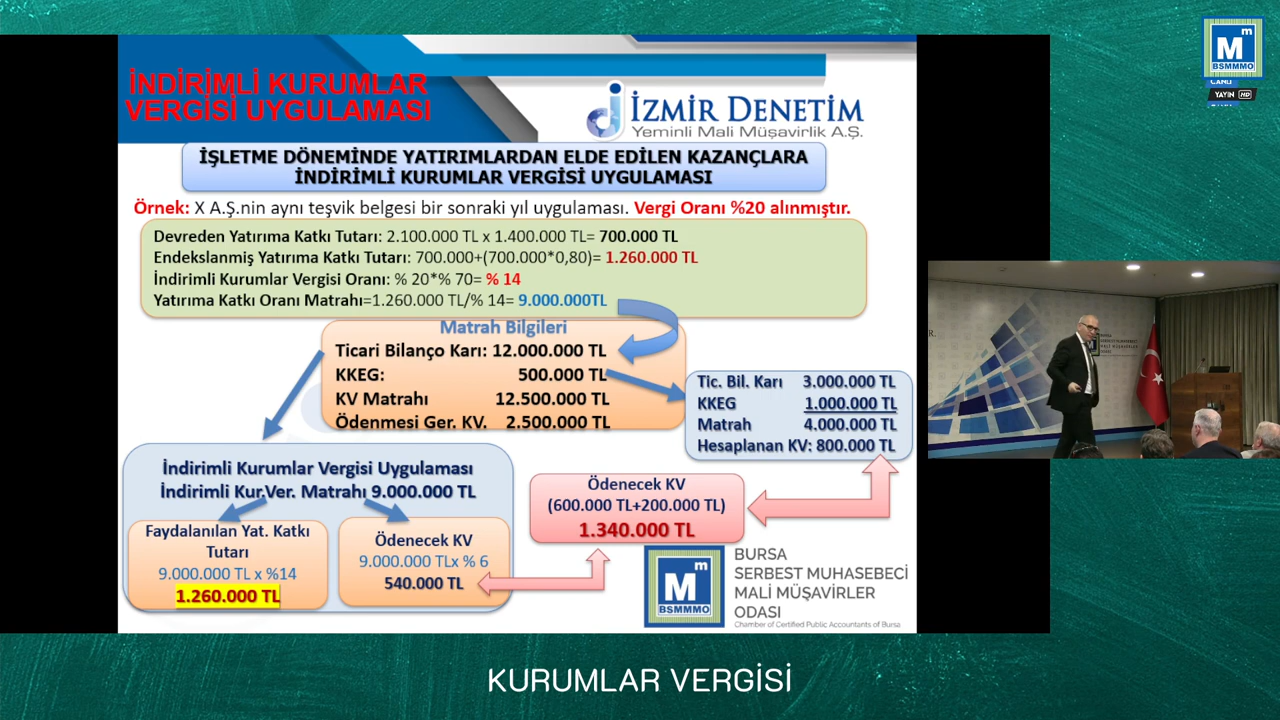 İNDİRİMLİ KURUMLAR
VERGİSİ UYGULAMASI
İZMİR DENETİM
Yeminli Mali Müşavirlik A.Ş.
İŞLETME DÖNEMİNDE YATIRIMLARDAN ELDE EDİLEN KAZANÇLARA
İNDİRİMLİ KURUMLAR VERGİSİ UYGULAMASI
Örnek: X A.Ş.nin aynı teşvik belgesi bir sonraki yıl uygulaması. Vergi Oranı %20 alınmıştır.
Devreden Yatırıma Katkı Tutarı: 2.100.000 TL x 1.400.000 TL= 700.000 TL
Endekslanmiş Yatırıma Katkı Tutarı: 700.000+(700.000*0,80)= 1.260.000 TL
İndirimli Kurumlar Vergisi Oranı: % 20*% 70= % 14
Yatırıma Katkı Oranı Matrahı=1.260.000 TL/% 14= 9.000.000TL
Matrah Bilgileri
Ticari Bilanço Karı: 12.000.000 TL
KKEG: 500.000 TL
KV Matrahı 12.500.000 TL
Ödenmesi Ger. KV. 2.500.000 TL
Tic. Bil. Karı 3.000.000 TL
KKEG 1.000.000 TL
Matrah 4.000.000 TL
Hesaplanan KV: 800.000 TL
İndirimli Kurumlar Vergisi Uygulaması
İndirimli Kur.Ver. Matrahı 9.000.000 TL
Faydalanılan Yat. Katkı
Tutarı
9.000.000 TL x %14
1.260.000 TL
Ödenecek KV
9.000.000 TLx % 6
540.000 TL
Ödenecek KV
(600.000 TL+200.000 TL)
1.340.000 TL
Mm
BSMMMO
BURSA
SERBEST MUHASEBECİ
MALİ MÜŞAVİRLER
ODASI
Chamber of Certified Public Accountants of Bursa
Mm
BSMMMO
CANLI
YAYIN HD
KURUMLAR VERGİSİ